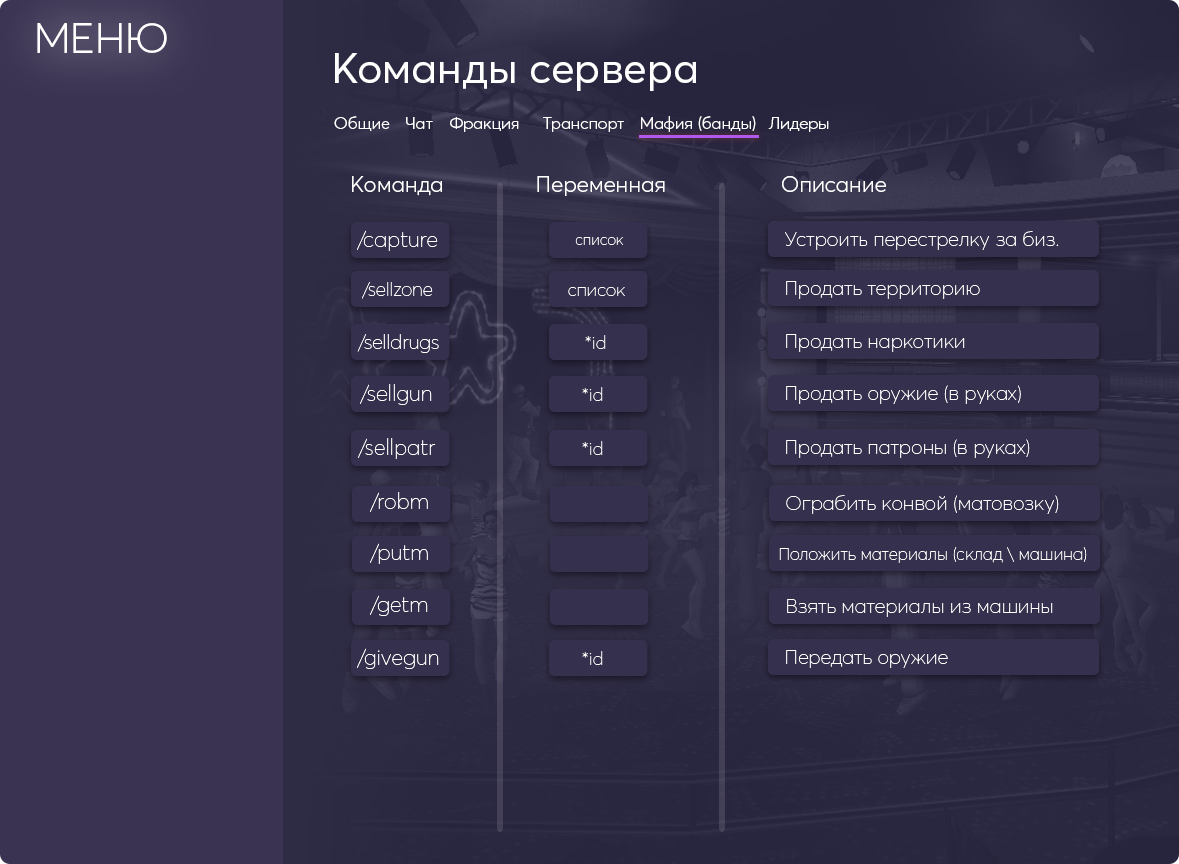 МЕНЮ
Команды сервера
Общие Чат Фракция Транспорт Мафия (банды) Лидеры
Команда Переменная Описание
/capture список Устроить перестрелку за биз.
/sellzone список Продать территорию
/selldrugs *id Продать наркотики
/sellgun *id Продать оружие (в руках)
/sellpatr *id Продать патроны (в руках)
/robm Ограбить конвой (матовозку)
/putm Положить материалы (склад \ машина)
/getm Взять материалы из машины
/givegun *id Передать оружие